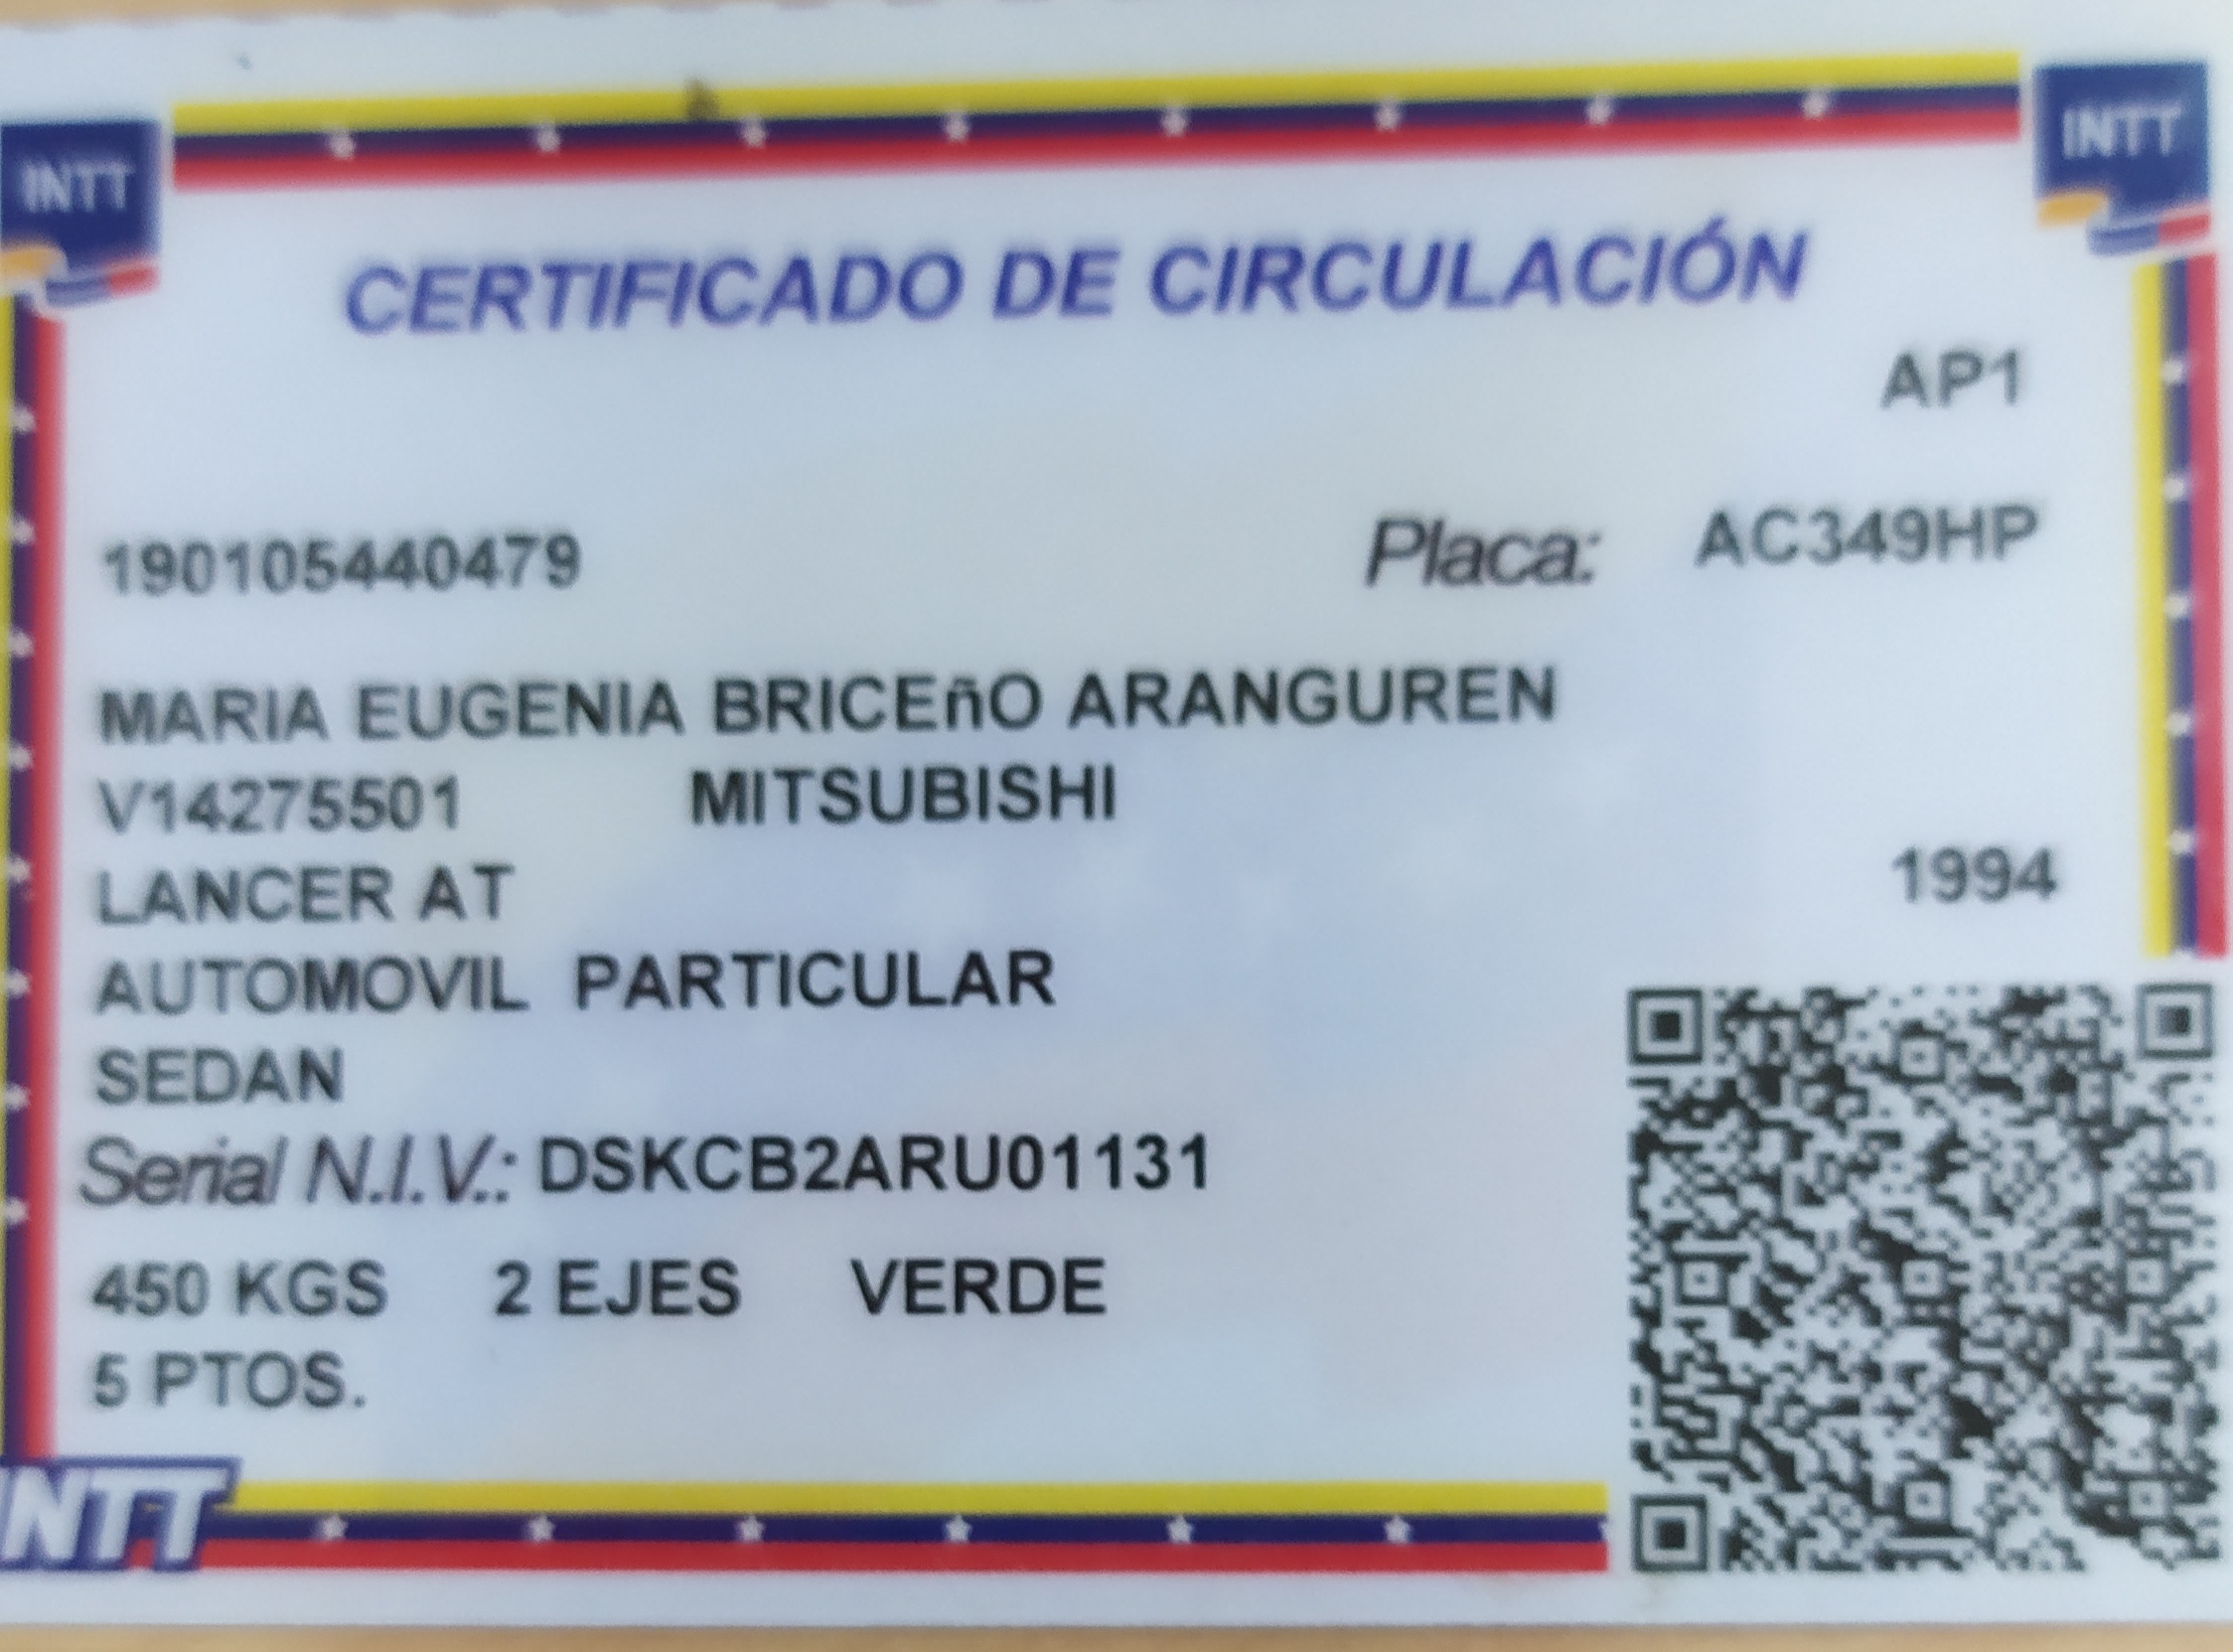 INTT INTT
CERTIFICADO DE CIRCULACIÓN
AP1
190105440479 Placa: AC349HP
MARIA EUGENIA BRICEñO ARANGUREN
V14275501 MITSUBISHI
LANCER AT 1994
AUTOMOVIL PARTICULAR
SEDAN
Serial N.I.V.: DSKCB2ARU01131
450 KGS 2 EJES VERDE
5 PTOS.
INTT